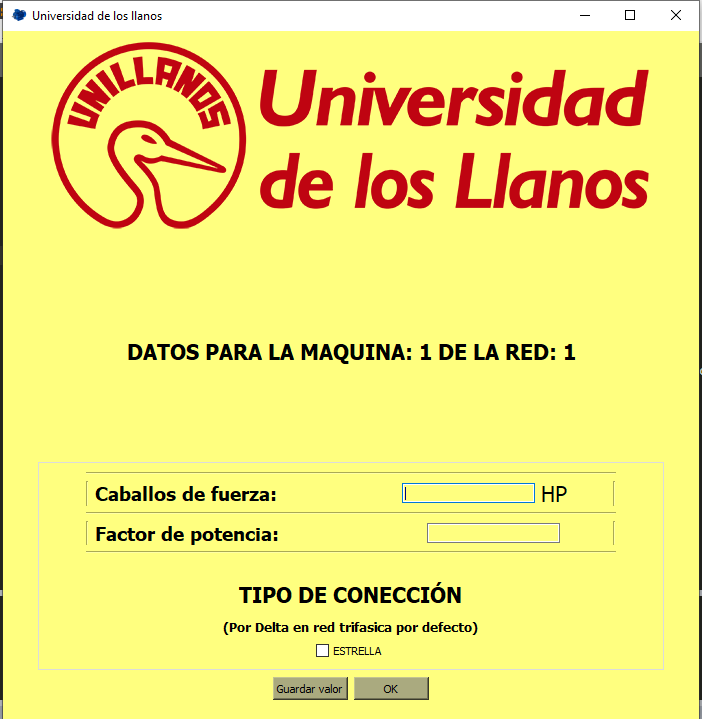 Universidad de los llanos
UNILLANOS
Universidad
de los Llanos
DATOS PARA LA MAQUINA: 1 DE LA RED: 1
Caballos de fuerza: HP
Factor de potencia:
TIPO DE CONECCIÓN
(Por Delta en red trifasica por defecto)
ESTRELLA
Guardar valor OK